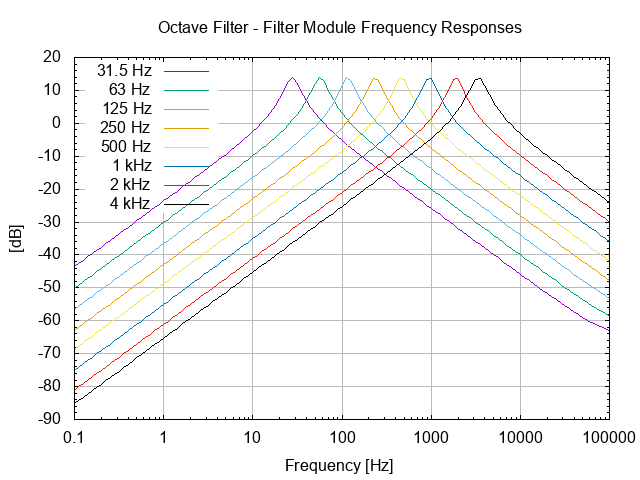 Octave Filter - Filter Module Frequency Responses
20
10
0
-10
-20
-30
-40
-50
-60
-70
-80
-90
[dB]
31.5 Hz
63 Hz
125 Hz
250 Hz
500 Hz
1 kHz
2 kHz
4 kHz
0.1 1 10 100 1000 10000 100000
Frequency [Hz]